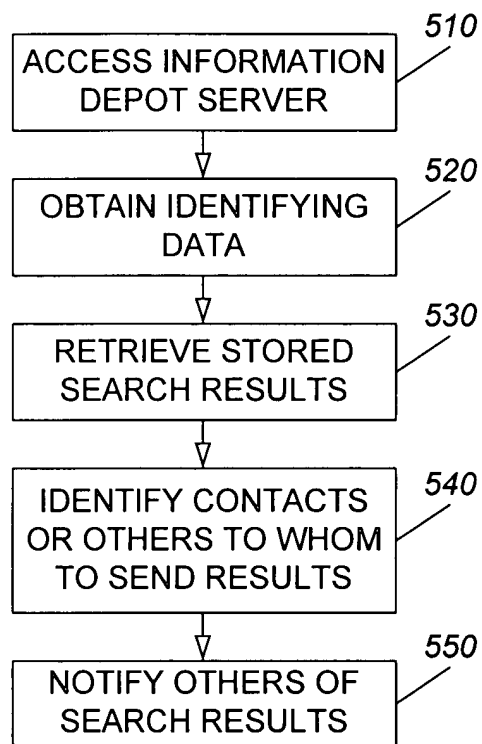 510
ACCESS INFORMATION
DEPOT SERVER
520
OBTAIN IDENTIFYING
DATA
530
RETRIEVE STORED
SEARCH RESULTS
540
IDENTIFY CONTACTS
OR OTHERS TO WHOM
TO SEND RESULTS
550
NOTIFY OTHERS OF
SEARCH RESULTS